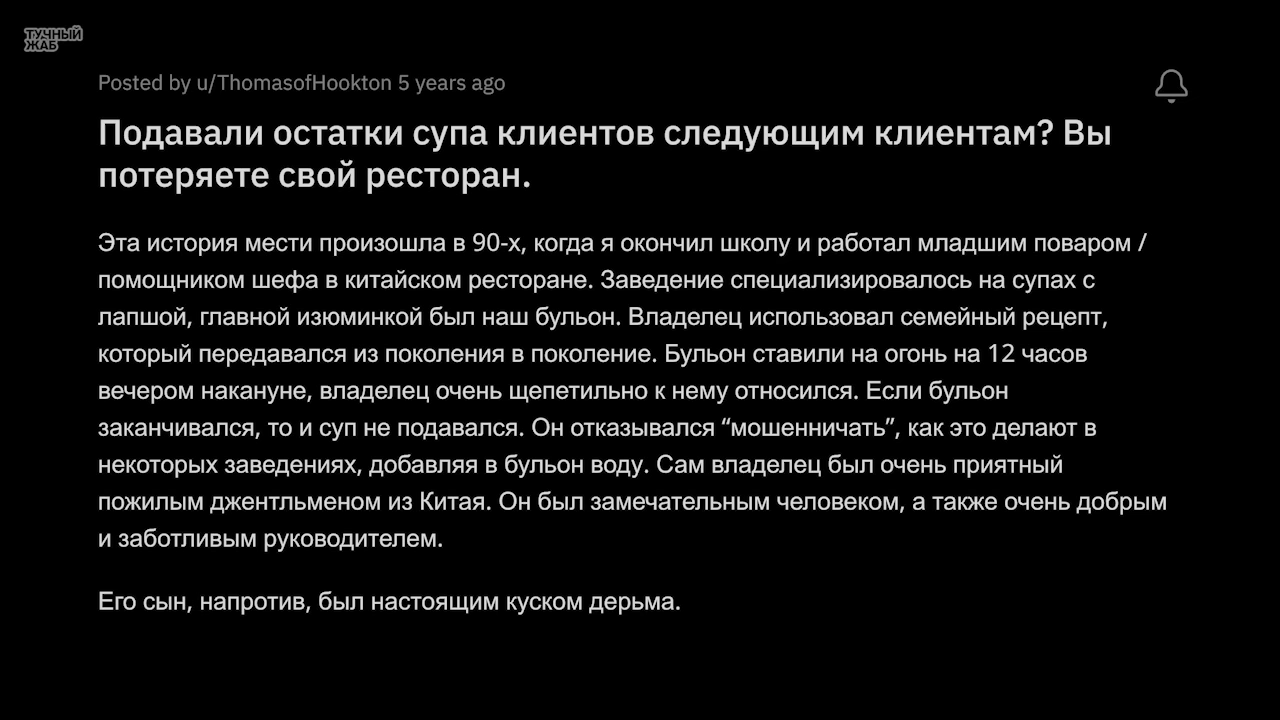 ТУЧНЫЙ
ЖАБ
Posted by u/ThomasofHookton 5 years ago
Подавали остатки супа клиентов следующим клиентам? Вы
потеряете свой ресторан.
Эта история мести произошла в 90-х, когда я окончил школу и работал младшим поваром /
помощником шефа в китайском ресторане. Заведение специализировалось на супах с
лапшой, главной изюминкой был наш бульон. Владелец использовал семейный рецепт,
который передавался из поколения в поколение. Бульон ставили на огонь на 12 часов
вечером накануне, владелец очень щепетильно к нему относился. Если бульон
заканчивался, то и суп не подавался. Он отказывался “мошенничать”, как это делают в
некоторых заведениях, добавляя в бульон воду. Сам владелец был очень приятный
пожилым джентльменом из Китая. Он был замечательным человеком, а также очень добрым
и заботливым руководителем.
Его сын, напротив, был настоящим куском дерьма.